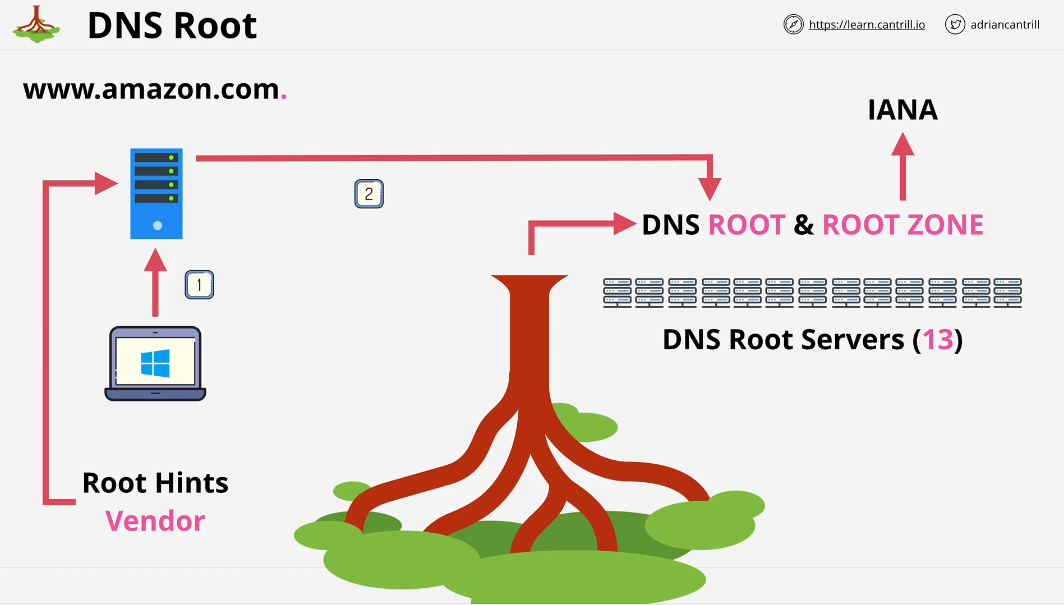 DNS Root
https://learn.cantrill.io
adriancantrill
www.amazon.com.
IANA
2
DNS ROOT & ROOT ZONE
1
DNS Root Servers (13)
Root Hints
Vendor